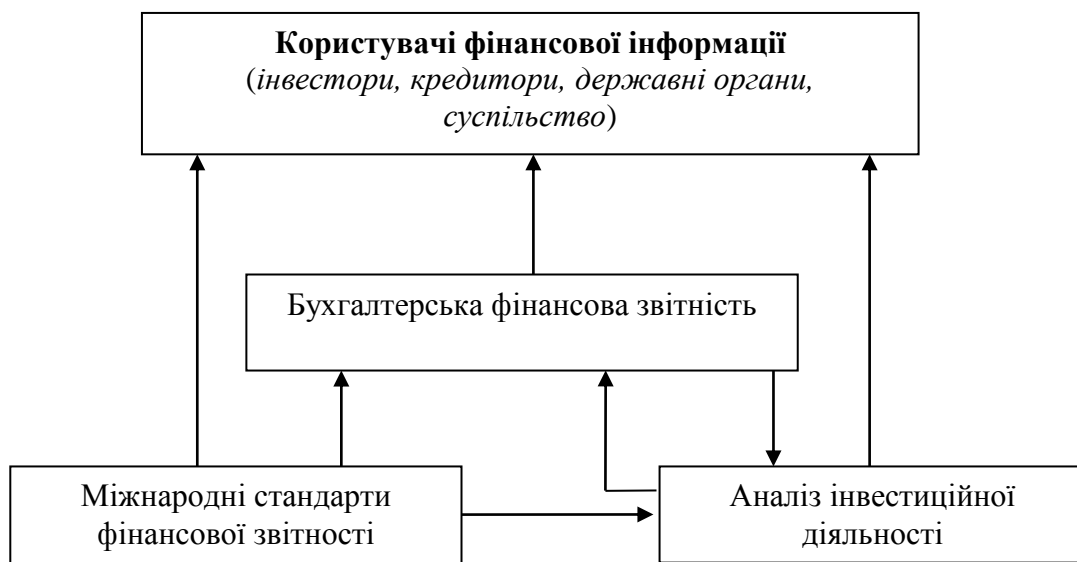 Користувачі фінансової інформації
(інвестори, кредитори, державні органи,
суспільство)
Бухгалтерська фінансова звітність
Міжнародні стандарти
фінансової звітності
Аналіз інвестиційної
діяльності